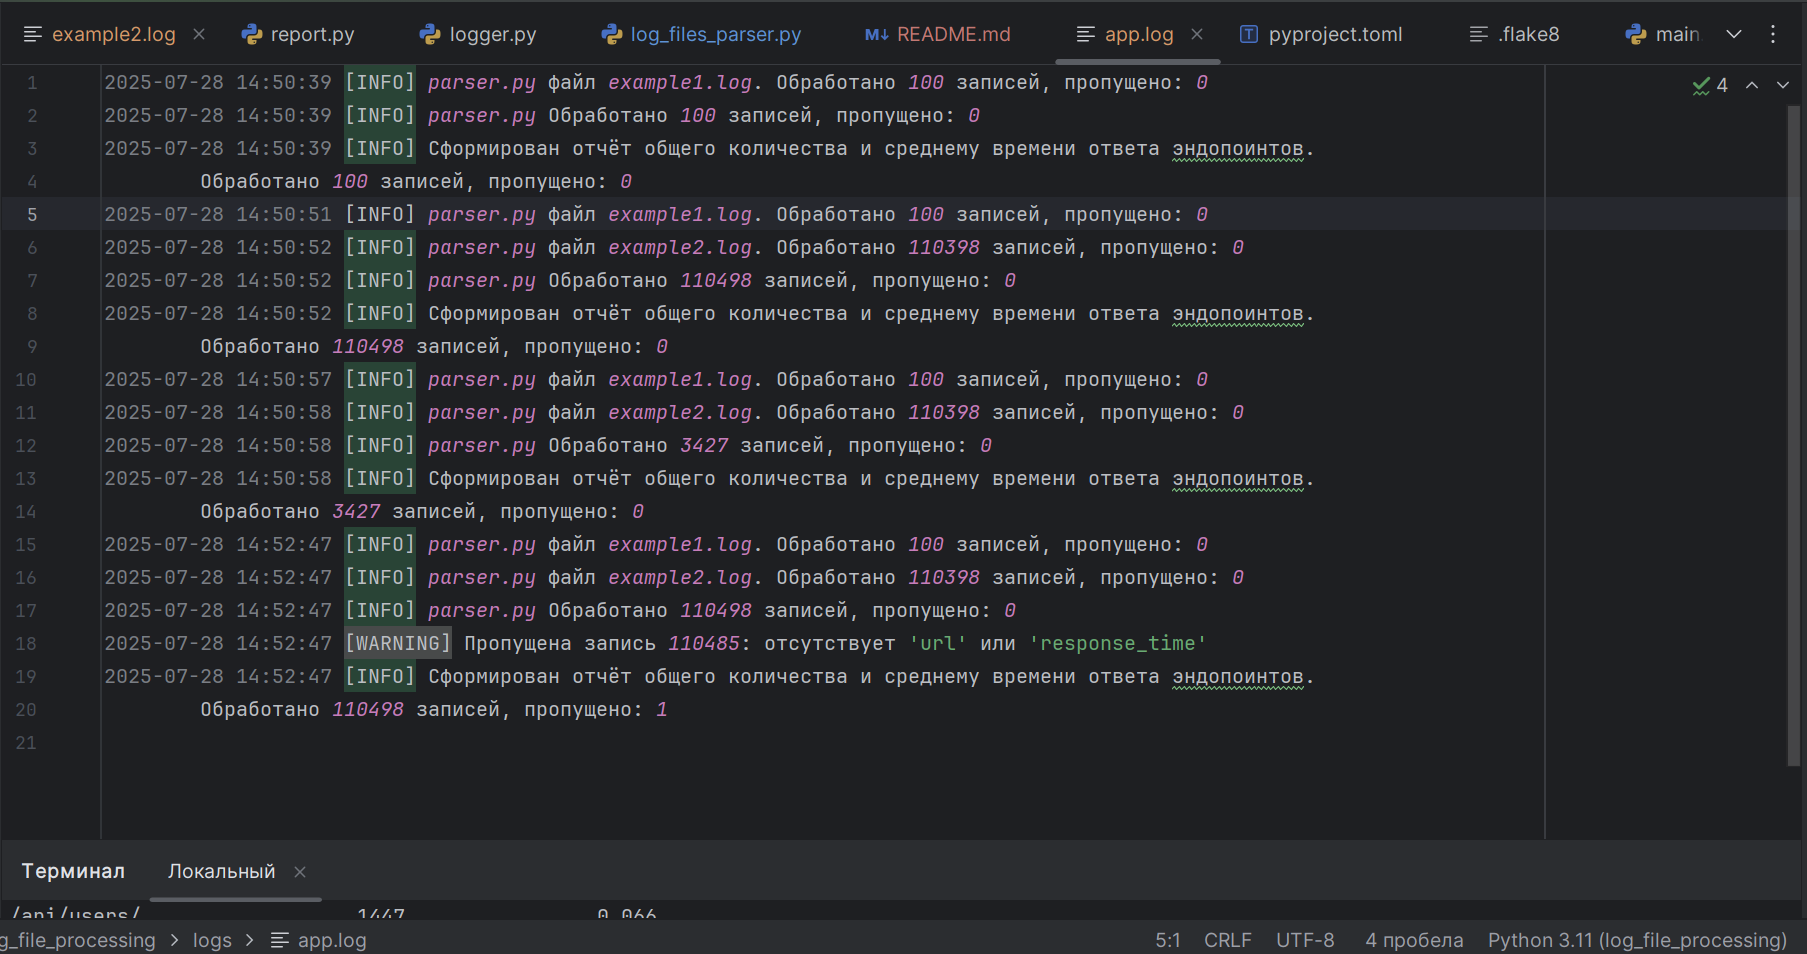 example2.log report.py logger.py log_files_parser.py README.md app.log pyproject.toml .flake8 main
4
1 2025-07-28 14:50:39 [INFO] parser.py файл example1.log. Обработано 100 записей, пропущено: 0
2 2025-07-28 14:50:39 [INFO] parser.py Обработано 100 записей, пропущено: 0
3 2025-07-28 14:50:39 [INFO] Сформирован отчёт общего количества и среднему времени ответа эндопоинтов.
4 Обработано 100 записей, пропущено: 0
5 2025-07-28 14:50:51 [INFO] parser.py файл example1.log. Обработано 100 записей, пропущено: 0
6 2025-07-28 14:50:52 [INFO] parser.py файл example2.log. Обработано 110398 записей, пропущено: 0
7 2025-07-28 14:50:52 [INFO] parser.py Обработано 110498 записей, пропущено: 0
8 2025-07-28 14:50:52 [INFO] Сформирован отчёт общего количества и среднему времени ответа эндопоинтов.
9 Обработано 110498 записей, пропущено: 0
10 2025-07-28 14:50:57 [INFO] parser.py файл example1.log. Обработано 100 записей, пропущено: 0
11 2025-07-28 14:50:58 [INFO] parser.py файл example2.log. Обработано 110398 записей, пропущено: 0
12 2025-07-28 14:50:58 [INFO] parser.py Обработано 3427 записей, пропущено: 0
13 2025-07-28 14:50:58 [INFO] Сформирован отчёт общего количества и среднему времени ответа эндопоинтов.
14 Обработано 3427 записей, пропущено: 0
15 2025-07-28 14:52:47 [INFO] parser.py файл example1.log. Обработано 100 записей, пропущено: 0
16 2025-07-28 14:52:47 [INFO] parser.py файл example2.log. Обработано 110398 записей, пропущено: 0
17 2025-07-28 14:52:47 [INFO] parser.py Обработано 110498 записей, пропущено: 0
18 2025-07-28 14:52:47 [WARNING] Пропущена запись 110485: отсутствует 'url' или 'response_time'
19 2025-07-28 14:52:47 [INFO] Сформирован отчёт общего количества и среднему времени ответа эндопоинтов.
20 Обработано 110498 записей, пропущено: 1
21
Терминал Локальный
/api/users/ 1447 0.066
g_file_processing > logs > app.log 5:1 CRLF UTF-8 4 пробела Python 3.11 (log_file_processing)